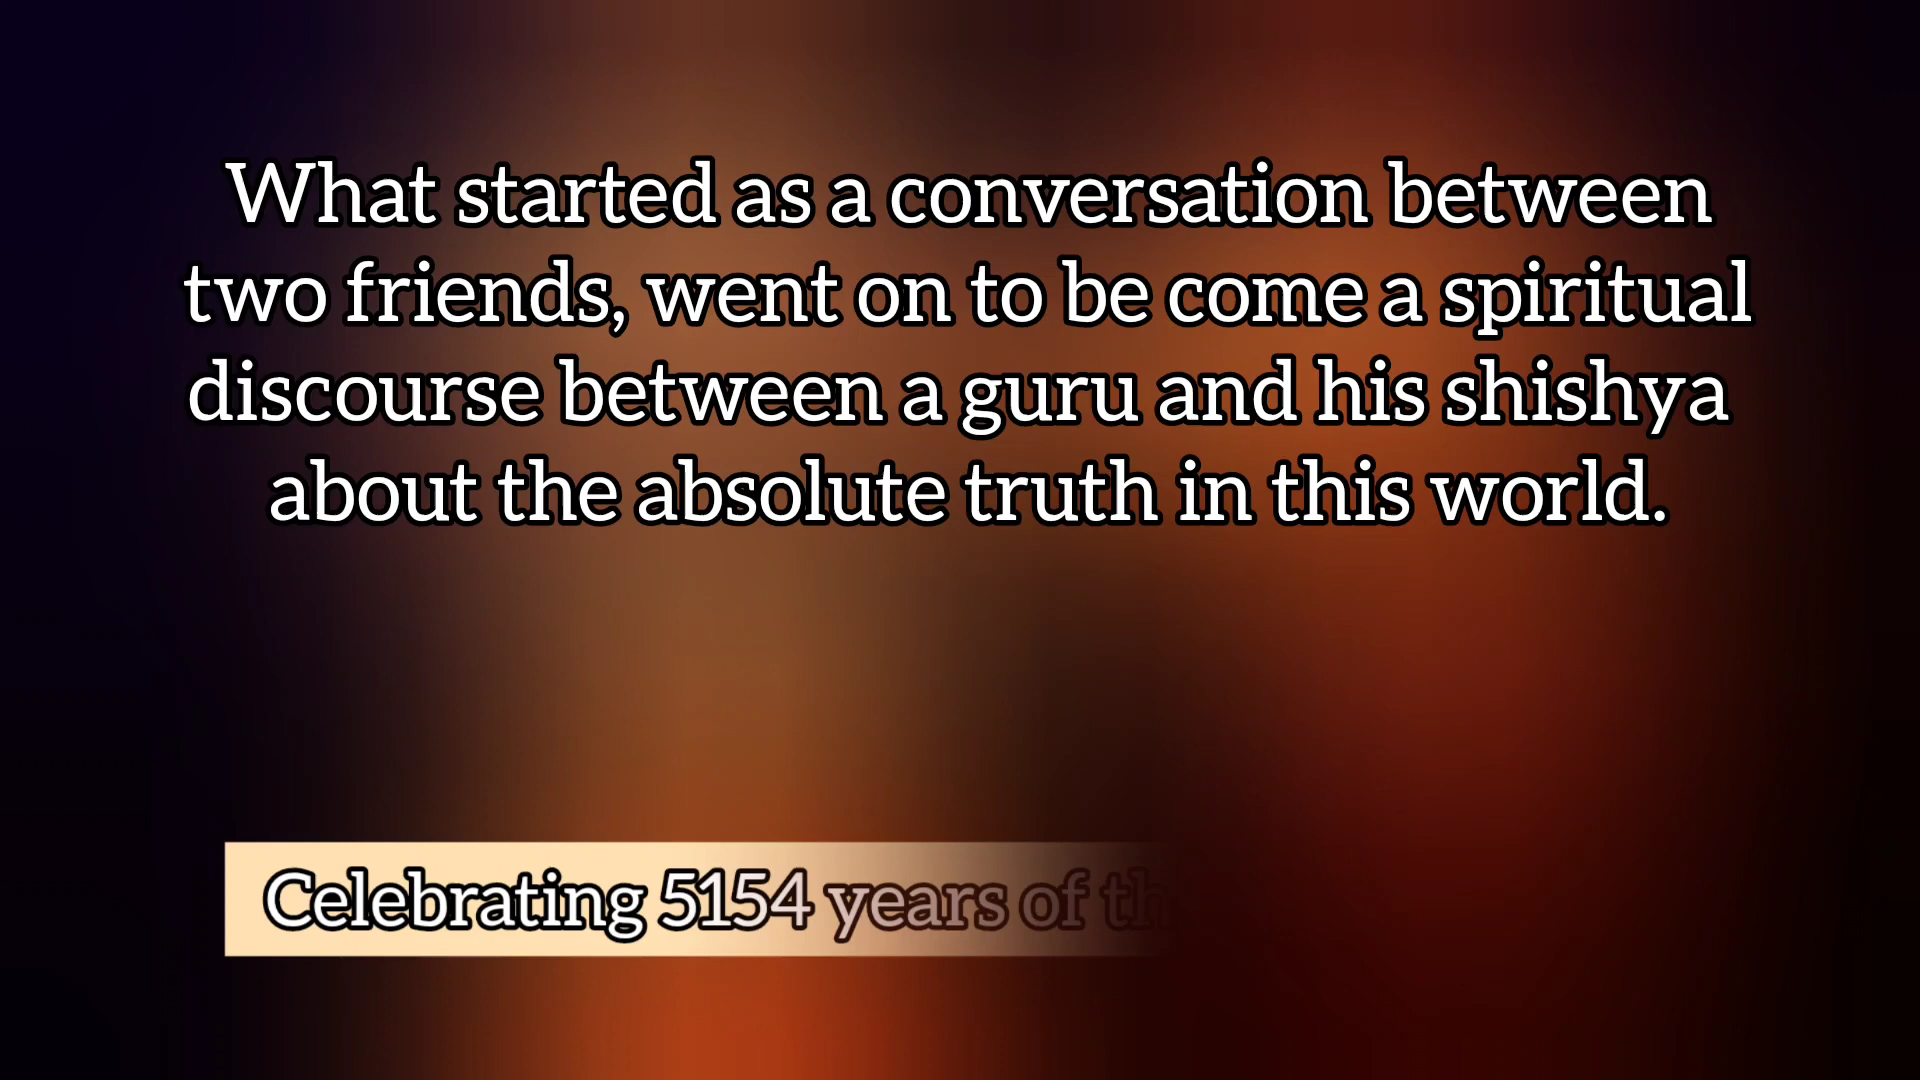 What started as a conversation between
two friends, went on to be come a spiritual
discourse between a guru and his shishya
about the absolute truth in this world.
Celebrating 5154 years of